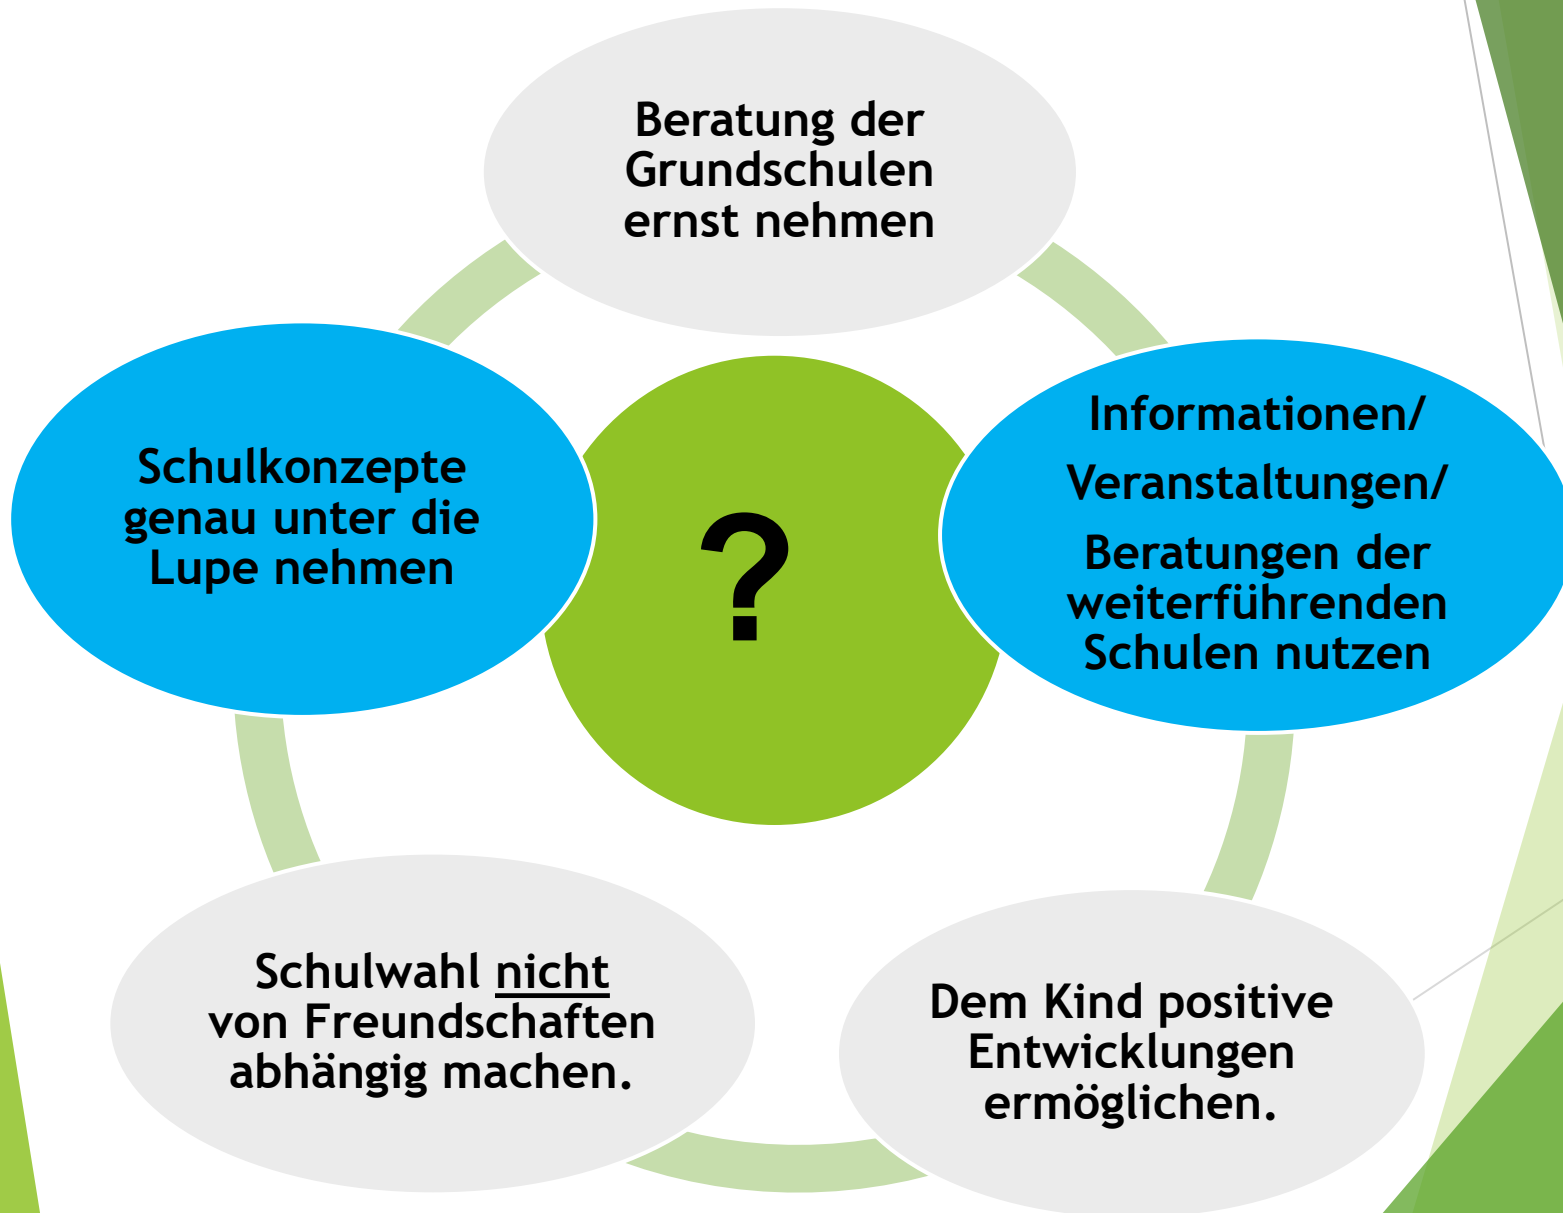 Beratung der
Grundschulen
ernst nehmen
Informationen/
Veranstaltungen/
Beratungen der
weiterführenden
Schulen nutzen
Schulkonzepte
genau unter die
Lupe nehmen
?
Schulwahl nicht
von Freundschaften
abhängig machen.
Dem Kind positive
Entwicklungen
ermöglichen.